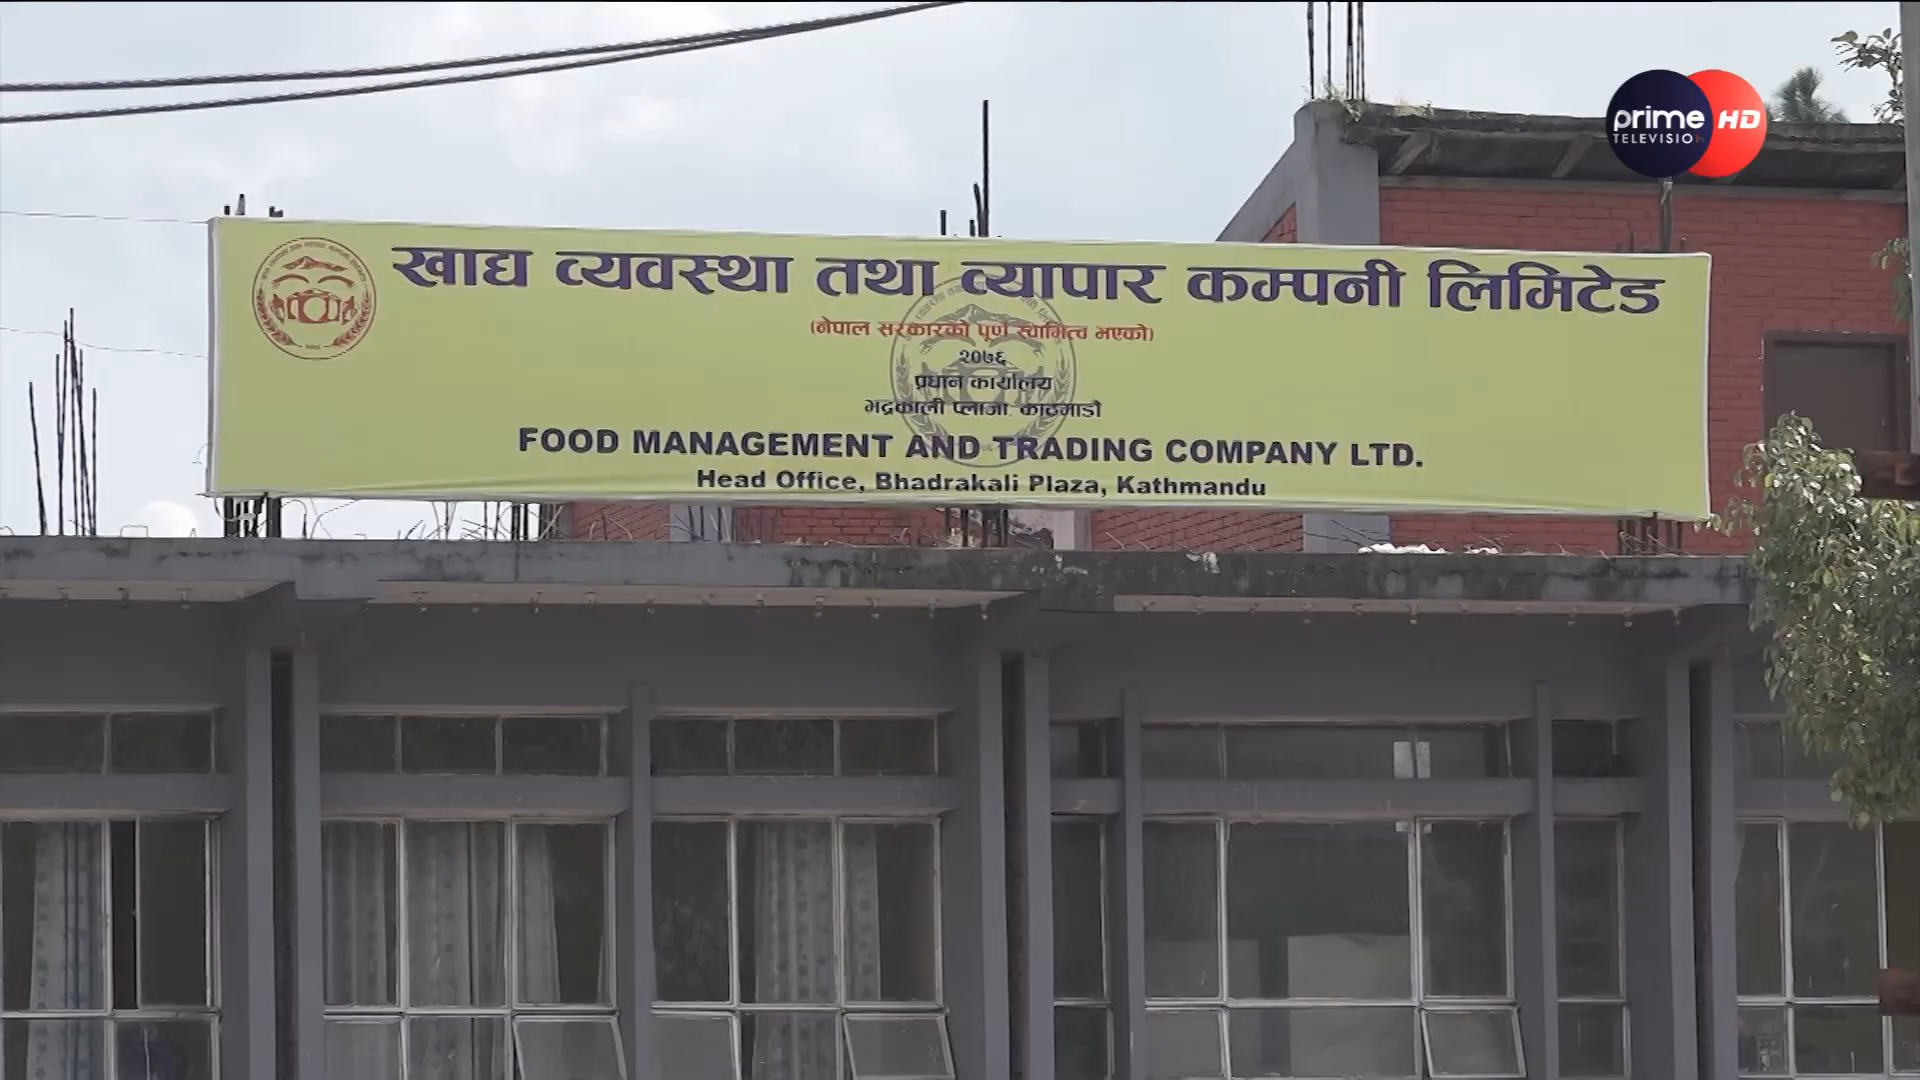 prime HD
TELEVISION
खाद्य व्यवस्था तथा व्यापार कम्पनी लिमिटेड
(नेपाल सरकारको पूर्ण स्वामित्व भएको)
२०७६
प्रधान कार्यालय
भद्रकाली प्लाजा, काठमाडौं
FOOD MANAGEMENT AND TRADING COMPANY LTD.
Head Office, Bhadrakali Plaza, Kathmandu